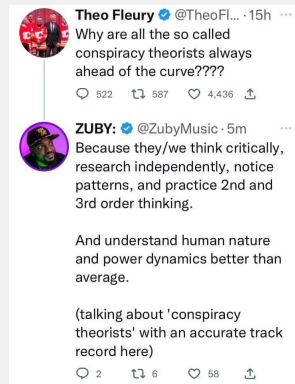 Theo Fleury @TheoFl... · 15h
Why are all the so called
conspiracy theorists always
ahead of the curve????
522 587 4,436
ZUBY: @ZubyMusic · 5m
Because they/we think critically,
research independently, notice
patterns, and practice 2nd and
3rd order thinking.
And understand human nature
and power dynamics better than
average.
(talking about 'conspiracy
theorists' with an accurate track
record here)
2 6 58